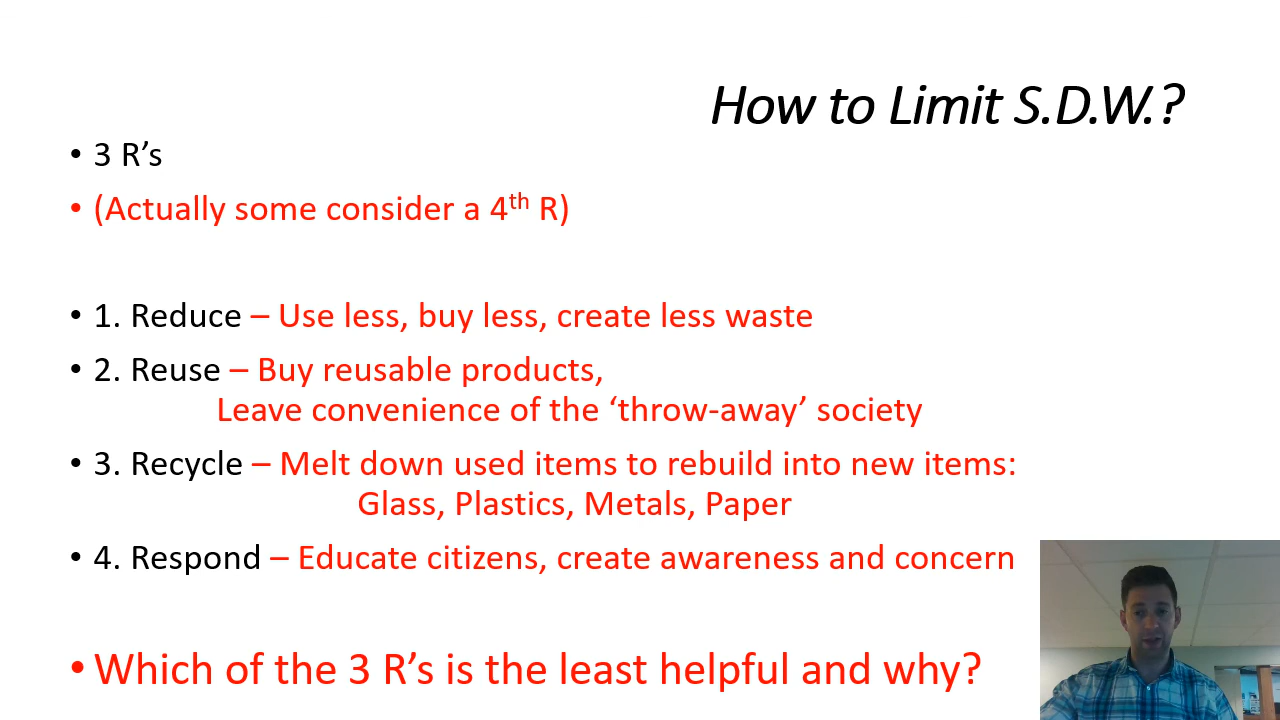 How to Limit S.D.W.?
• 3 R’s
• (Actually some consider a 4th R)
• 1. Reduce – Use less, buy less, create less waste
• 2. Reuse – Buy reusable products,
Leave convenience of the ‘throw-away’ society
• 3. Recycle – Melt down used items to rebuild into new items:
Glass, Plastics, Metals, Paper
• 4. Respond – Educate citizens, create awareness and concern
• Which of the 3 R’s is the least helpful and why?